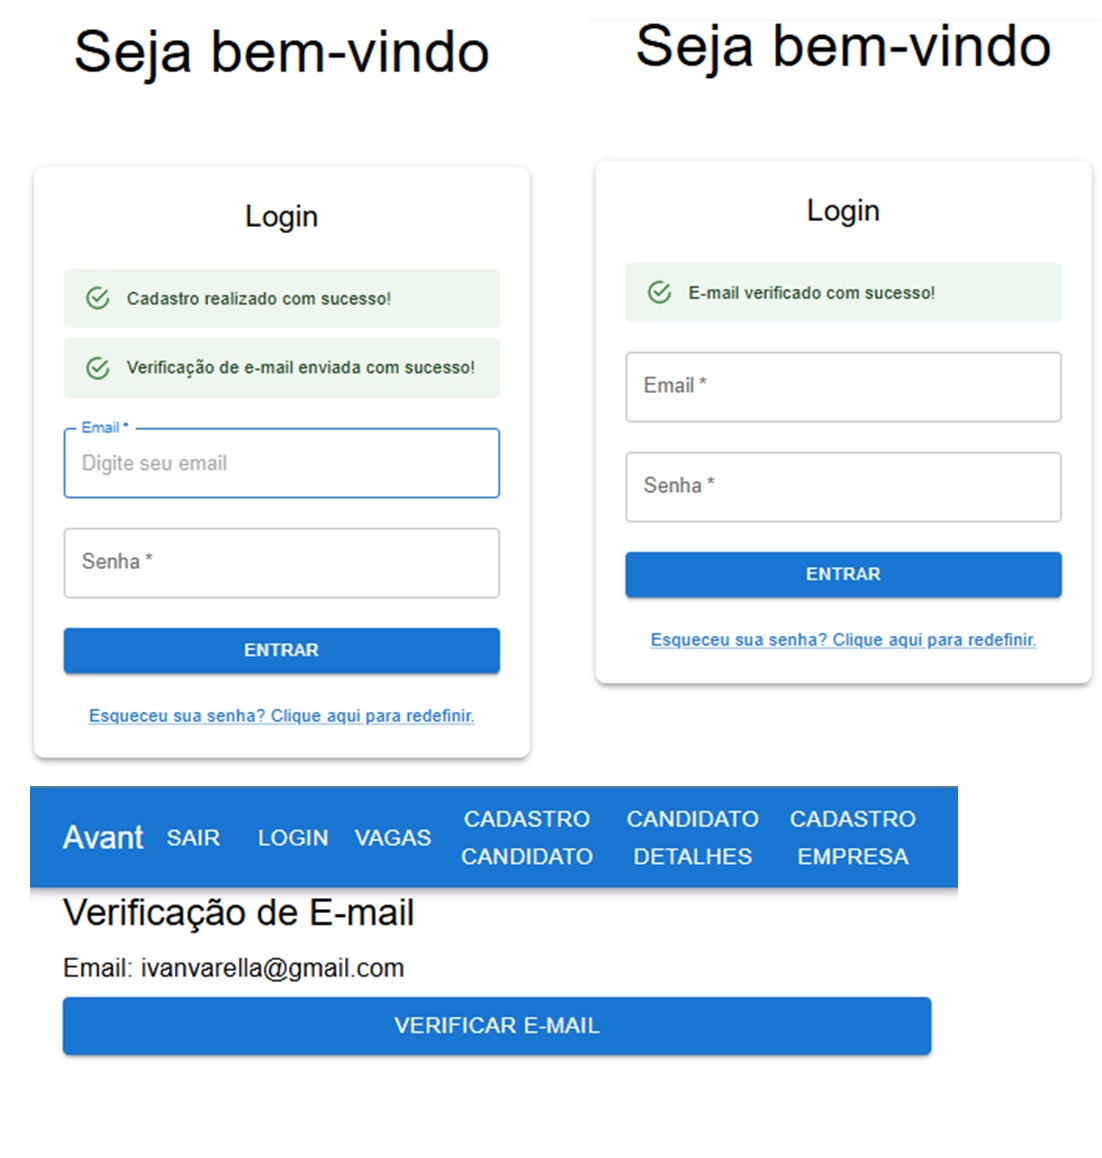 Seja bem-vindo
Login
Cadastro realizado com sucesso!
Verificação de e-mail enviada com sucesso!
Email *
Digite seu email
Senha *
ENTRAR
Esqueceu sua senha? Clique aqui para redefinir.
Seja bem-vindo
Login
E-mail verificado com sucesso!
Email *
Senha *
ENTRAR
Esqueceu sua senha? Clique aqui para redefinir.
Avant
SAIR
LOGIN
VAGAS
CADASTRO
CANDIDATO
CANDIDATO
DETALHES
CADASTRO
EMPRESA
Verificação de E-mail
Email: ivanvarella@gmail.com
VERIFICAR E-MAIL